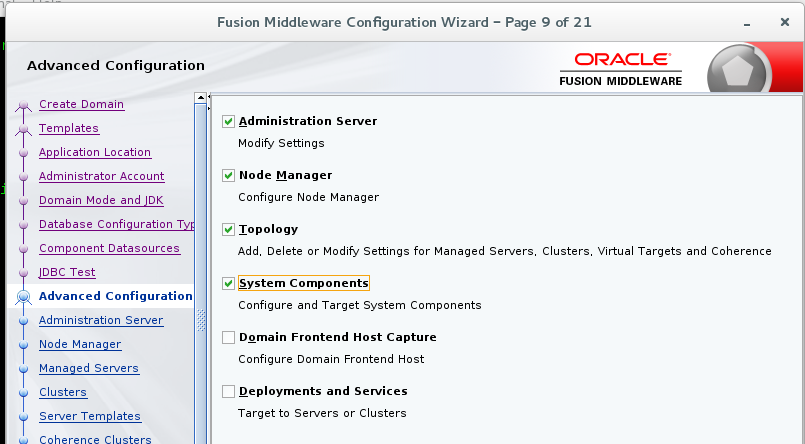 Fusion Middleware Configuration Wizard – Page 9 of 21
Advanced Configuration
ORACLE
FUSION MIDDLEWARE
Create Domain
Templates
Application Location
Administrator Account
Domain Mode and JDK
Database Configuration Typ
Component Datasources
JDBC Test
Advanced Configuration
Administration Server
Node Manager
Managed Servers
Clusters
Server Templates
Coherence Clusters
Administration Server
Modify Settings
Node Manager
Configure Node Manager
Topology
Add, Delete or Modify Settings for Managed Servers, Clusters, Virtual Targets and Coherence
System Components
Configure and Target System Components
Domain Frontend Host Capture
Configure Domain Frontend Host
Deployments and Services
Target to Servers or Clusters